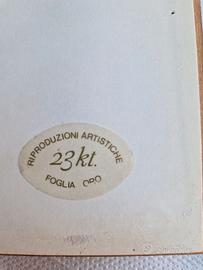 RIPRODUZIONI ARTISTICHE
23kt.
FOGLIA ORO